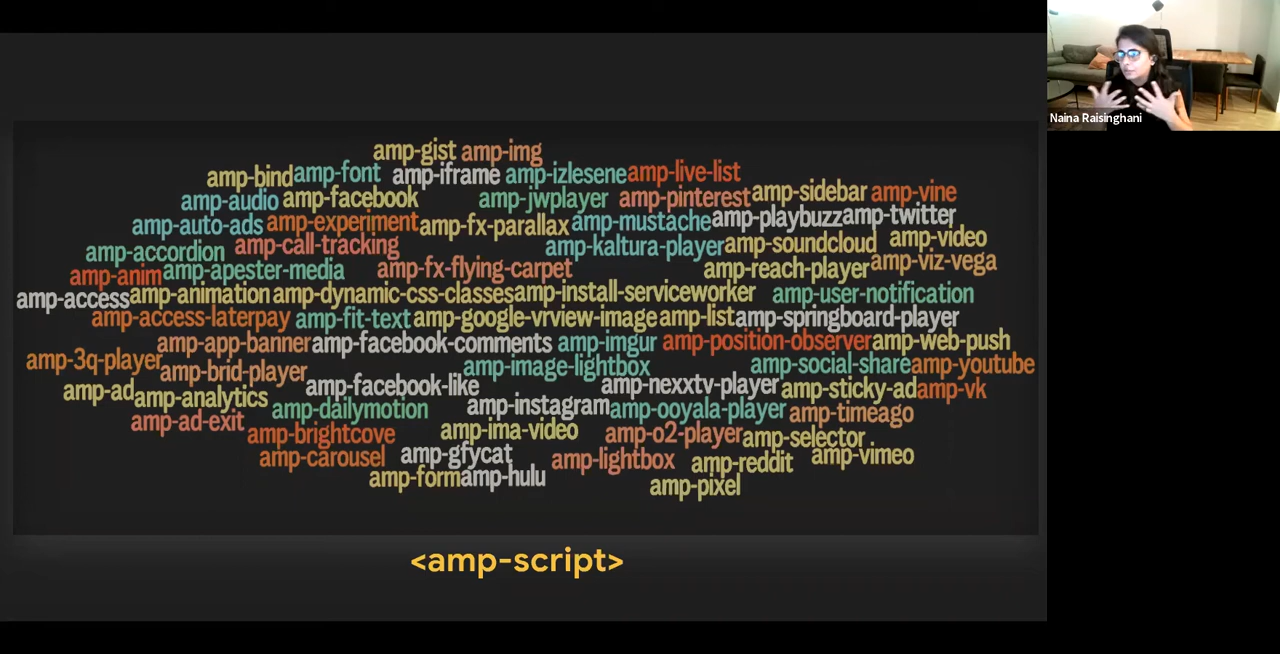 amp-gist amp-img
amp-bind amp-font amp-iframe amp-izlesene amp-live-list
amp-audio amp-facebook amp-jwplayer amp-pinterest amp-sidebar amp-vine
amp-auto-ads amp-experiment amp-fx-parallax amp-mustache amp-playbuzz amp-twitter
amp-accordion amp-call-tracking amp-kaltura-player amp-soundcloud amp-video
amp-anim amp-apester-media amp-fx-flying-carpet amp-reach-player amp-viz-vega
amp-access amp-animation amp-dynamic-css-classes amp-install-serviceworker amp-user-notification
amp-access-laterpay amp-fit-text amp-google-vrview-image amp-list amp-springboard-player
amp-app-banner amp-facebook-comments amp-imgur amp-position-observer amp-web-push
amp-3q-player amp-brid-player amp-image-lightbox amp-social-share amp-youtube
amp-ad amp-analytics amp-facebook-like amp-nexxtv-player amp-sticky-ad amp-vk
amp-ad-exit amp-dailymotion amp-instagram amp-ooyala-player amp-timeago
amp-brightcove amp-ima-video amp-o2-player amp-selector
amp-carousel amp-gfycat amp-lightbox amp-reddit amp-vimeo
amp-form amp-hulu amp-pixel
<amp-script>
Naina Raisinghani